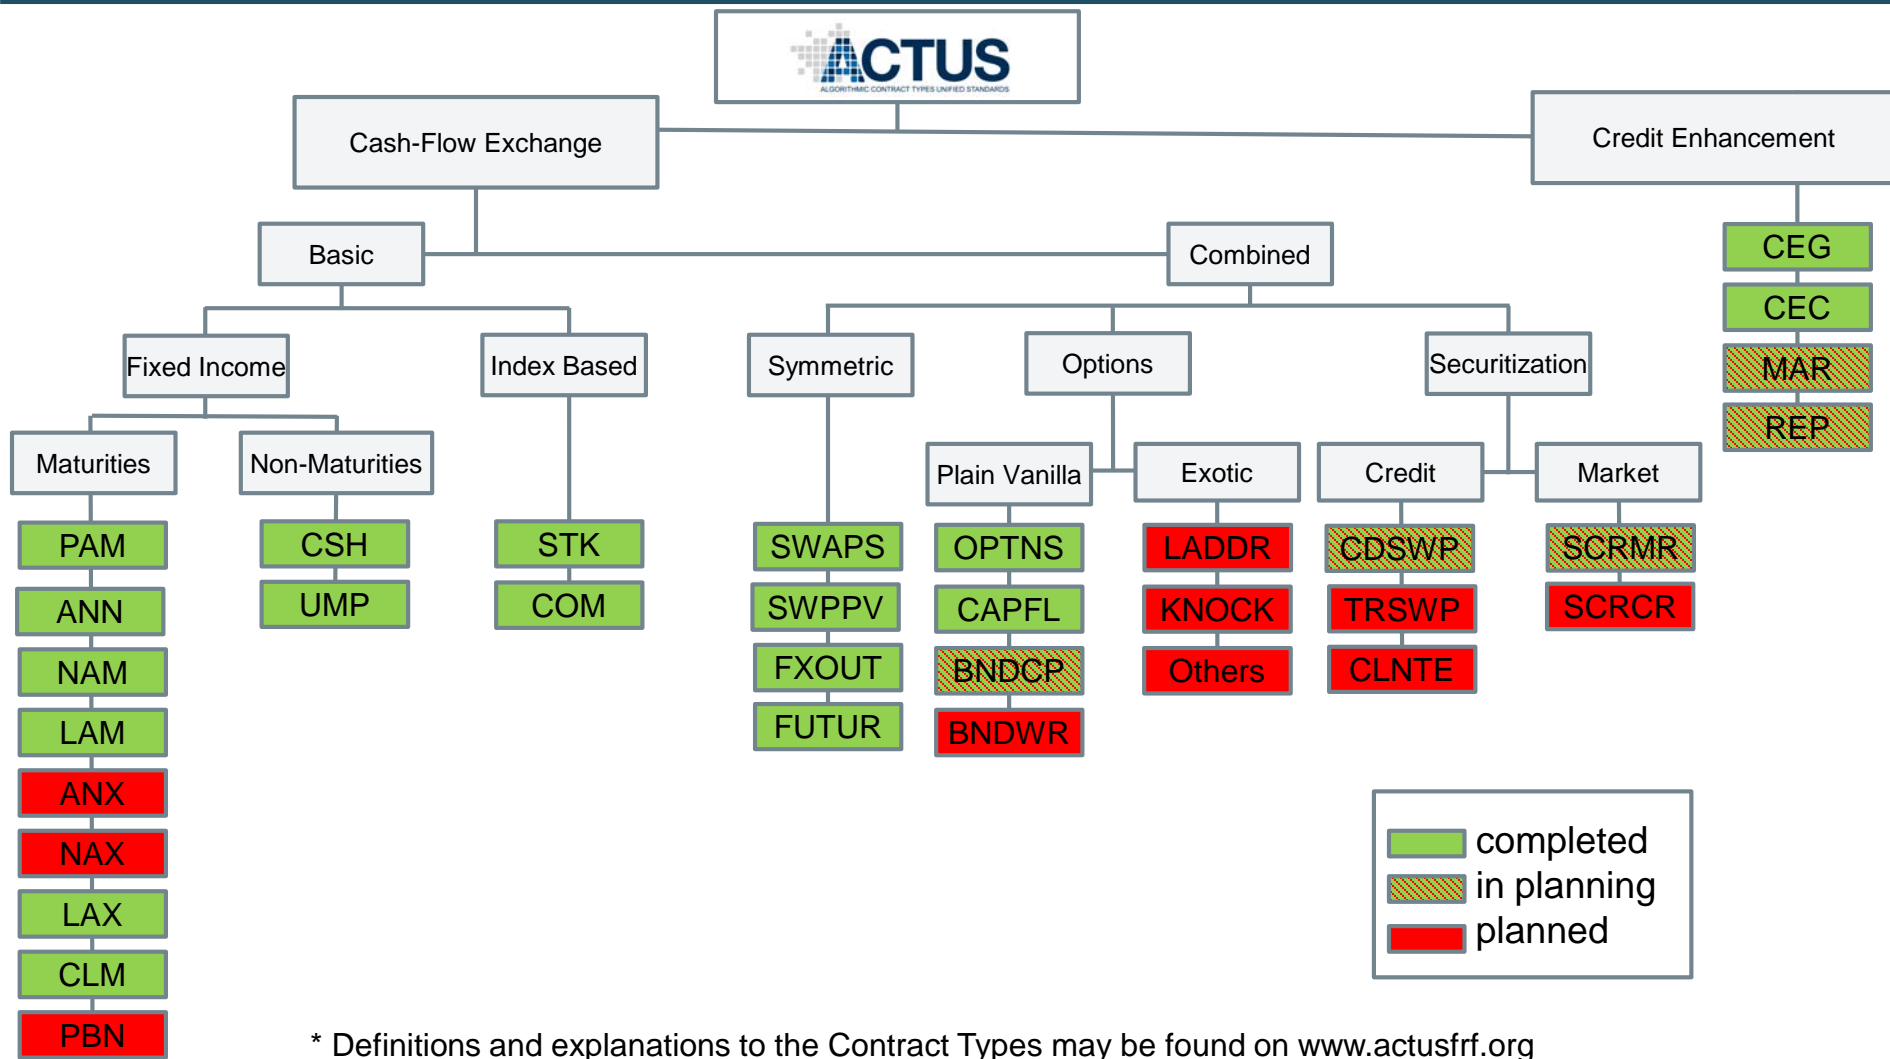 ACTUS
ALGORITHMIC CONTRACT TYPES UNIFIED STANDARDS
Cash-Flow Exchange
Credit Enhancement
Basic
Combined
CEG
CEC
MAR
REP
Fixed Income
Index Based
Symmetric
Options
Securitization
Maturities
Non-Maturities
Plain Vanilla
Exotic
Credit
Market
PAM
ANN
NAM
LAM
ANX
NAX
LAX
CLM
PBN
CSH
UMP
STK
COM
SWAPS
SWPPV
FXOUT
FUTUR
OPTNS
CAPFL
BNDCP
BNDWR
LADDR
KNOCK
Others
CDSWP
TRSWP
CLNTE
SCRMR
SCRCR
completed
in planning
planned
* Definitions and explanations to the Contract Types may be found on www.actusfrf.org